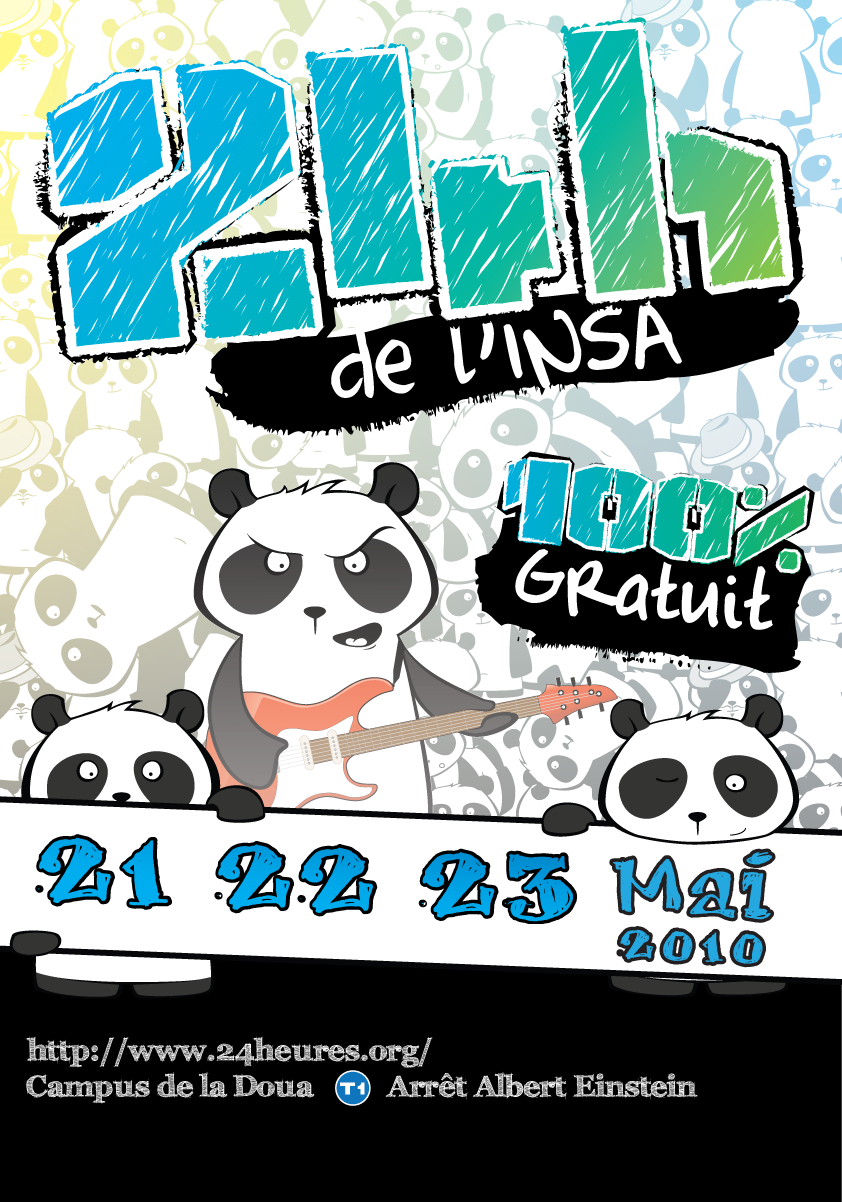 24h
de l'INSA
100%
GRatuit
21 22 23 Mai
2010
http://www.24heures.org/
Campus de la Doua T1 Arrêt Albert Einstein